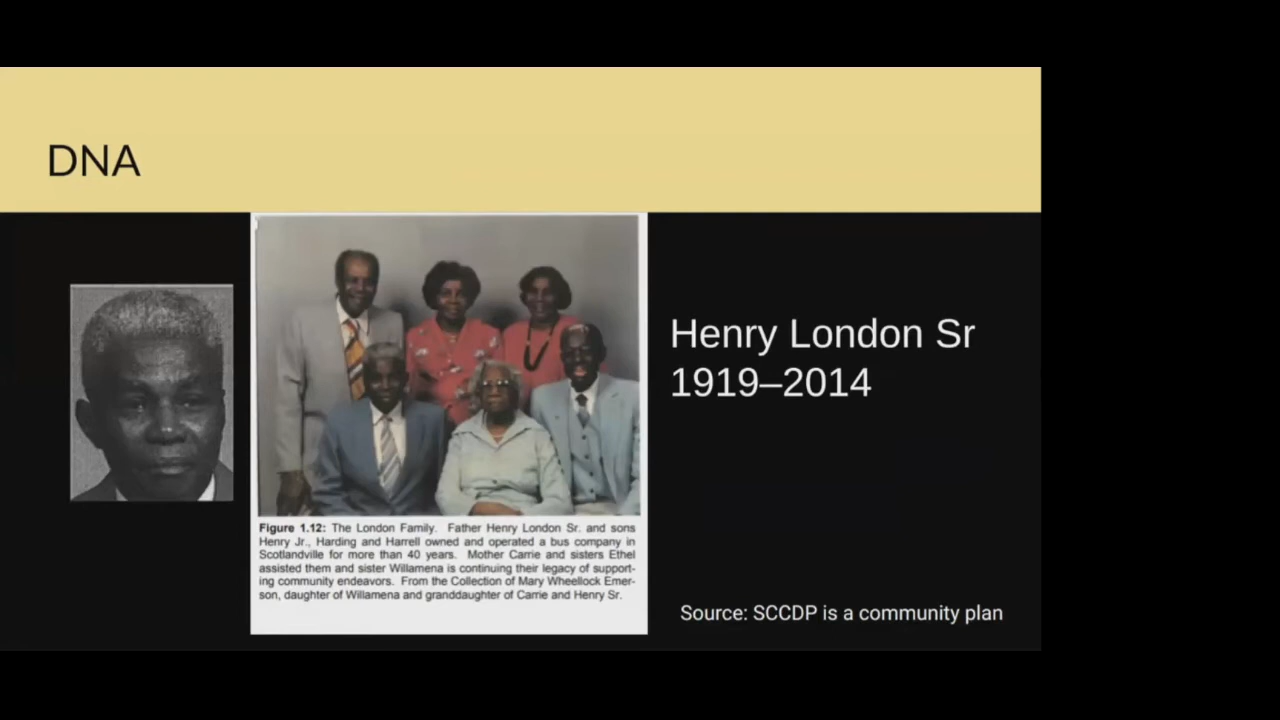 DNA
Henry London Sr
1919–2014
Figure 1.12: The London Family. Father Henry London Sr. and sons
Henry Jr., Harding and Harrell owned and operated a bus company in
Scotlandville for more than 40 years. Mother Carrie and sisters Ethel
assisted them and sister Willamena is continuing their legacy of support-
ing community endeavors. From the Collection of Mary Wheellock Emer-
son, daughter of Willamena and granddaughter of Carrie and Henry Sr.
Source: SCCDP is a community plan